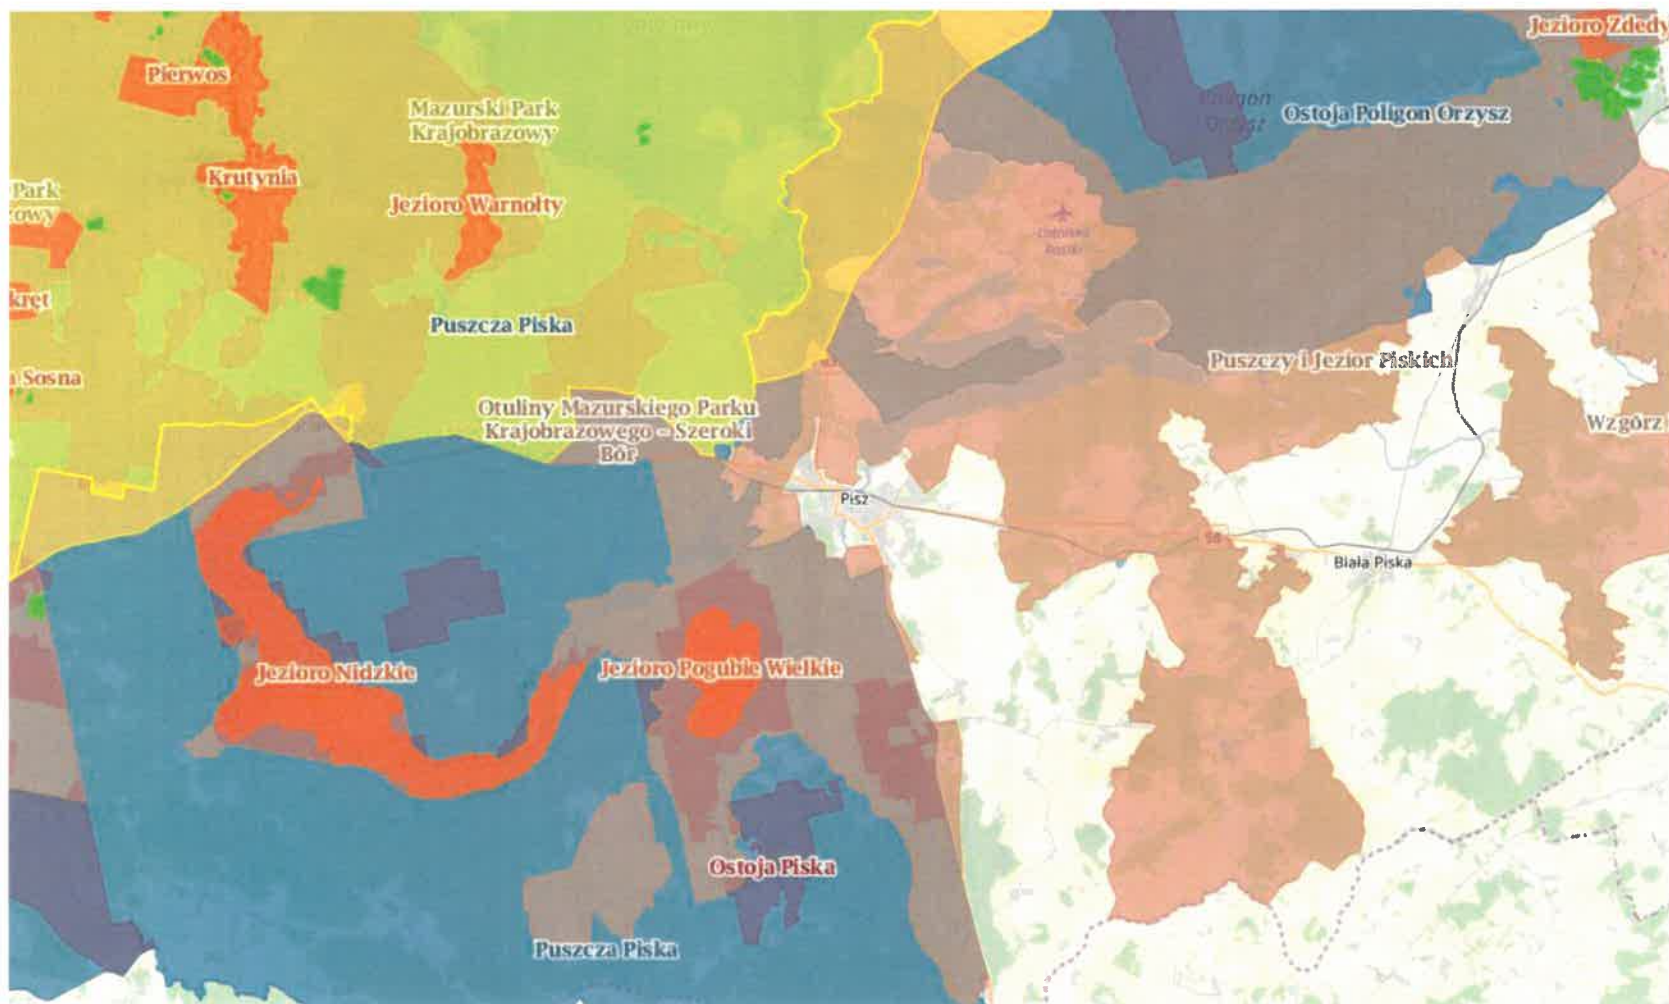 Jezioro Zdedy
Pierwos
Mazurski Park
Krajobrazowy
Ostoja Poligon Orzysz
Krutynia
Park
Jezioro Warnołty
kręt
Puszcza Piska
Puszczy i Jezior Piskich
Sosna
Otuliny Mazurskiego Parku
Krajobrazowego – Szeroki
Bór
Wzgórz
Pisz
58
Biała Piska
Jezioro Nidzkie
Jezioro Pogubie Wielkie
Ostoja Piska
Puszcza Piska